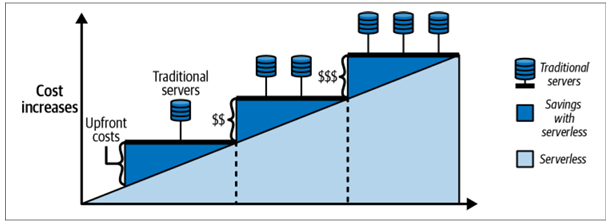 Cost
increases
Upfront
costs
Traditional
servers
$$
$$$
Traditional
servers
Savings
with
serverless
Serverless